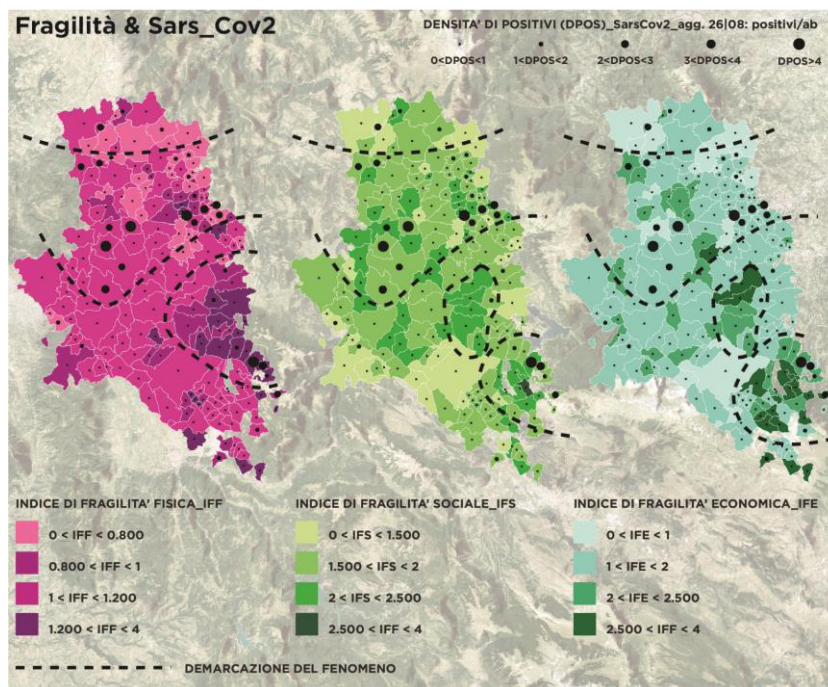 Fragilità & Sars_Cov2
DENSITA' DI POSITIVI (DPOS)_SarsCov2_agg. 26|08: positivi/ab
0<DPOS<1 1<DPOS<2 2<DPOS<3 3<DPOS<4 DPOS>4
INDICE DI FRAGILITA' FISICA_IFF
0 < IFF < 0.800
0.800 < IFF < 1
1 < IFF < 1.200
1.200 < IFF < 4
INDICE DI FRAGILITA' SOCIALE_IFS
0 < IFS < 1.500
1.500 < IFS < 2
2 < IFS < 2.500
2.500 < IFF < 4
INDICE DI FRAGILITA' ECONOMICA_IFE
0 < IFE < 1
1 < IFE < 2
2 < IFE < 2.500
2.500 < IFF < 4
DEMARCAZIONE DEL FENOMENO